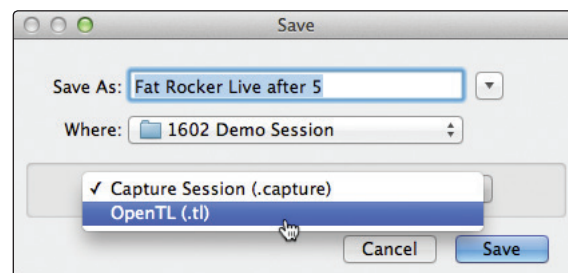 Save
Save As: Fat Rocker Live after 5
Where: 1602 Demo Session
✓ Capture Session (.capture)
OpenTL (.tl)
Cancel Save